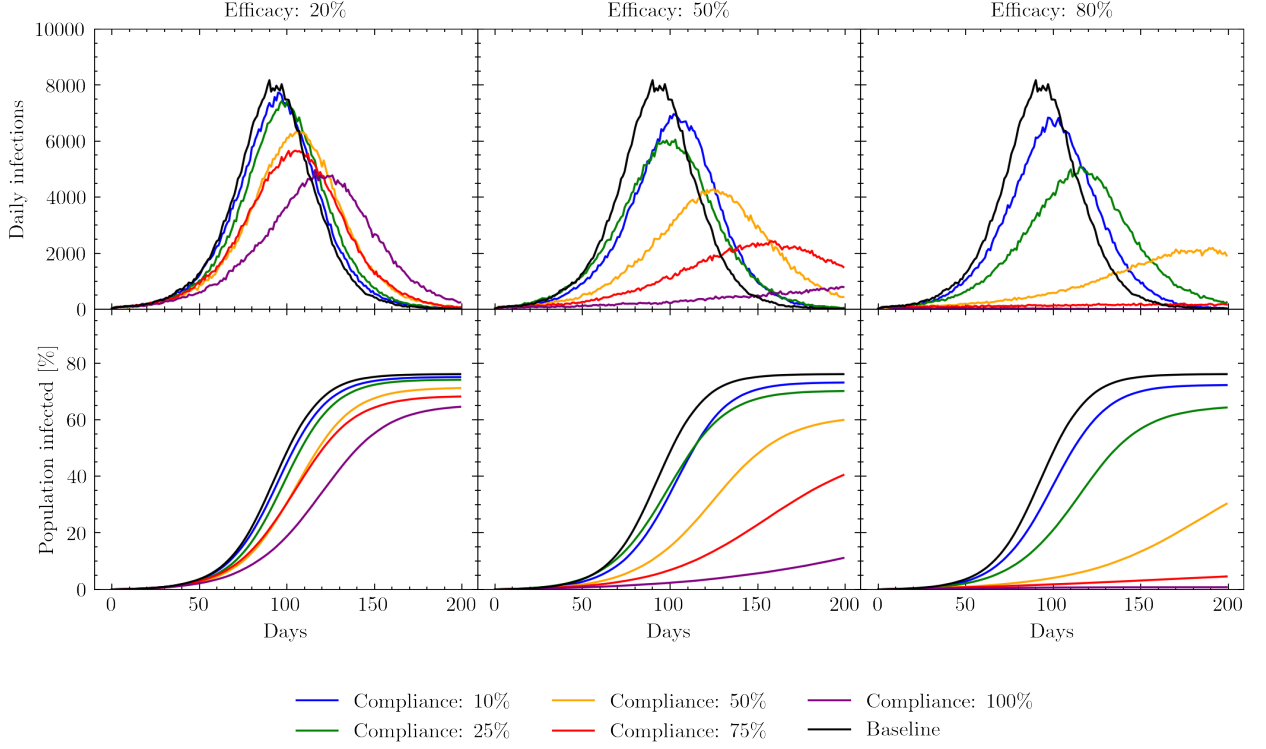 Efficacy: 20% Efficacy: 50% Efficacy: 80%
10000
8000
6000
4000
2000
0
Daily infections
80
60
40
20
0
Population infected [%]
0 50 100 150 200 0 50 100 150 200 0 50 100 150 200
Days Days Days
Compliance: 10% Compliance: 50% Compliance: 100%
Compliance: 25% Compliance: 75% Baseline